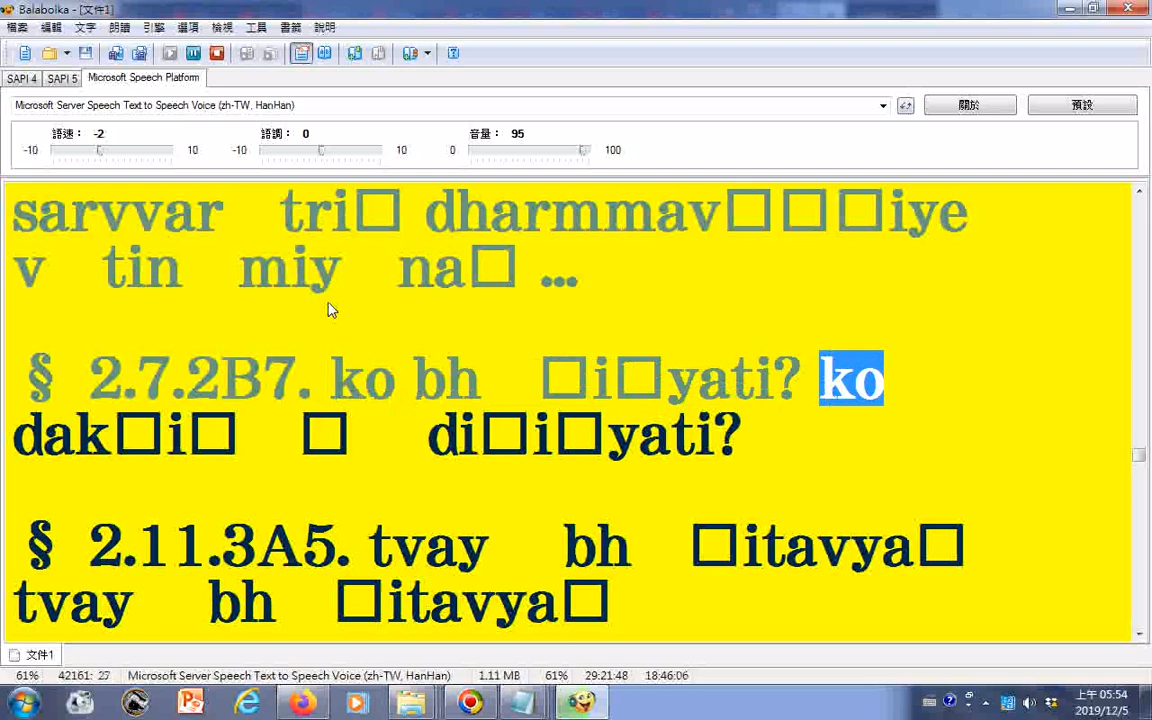 Balabolka - [文件1]
檔案 編輯 文字 朗讀 引擎 選項 檢視 工具 書籤 說明
SAPI 4 SAPI 5 Microsoft Speech Platform
Microsoft Server Speech Text to Speech Voice (zh-TW, HanHan) 關於 預設
語速： -2 語調： 0 音量： 95
-10 10 -10 10 0 100
sarvvar tri□ dharmmav□□□iye
v tin miy na□ ...
§ 2.7.2B7. ko bh □i□yati? ko
dak□i□ □ di□i□yati?
§ 2.11.3A5. tvay bh □itavya□
tvay bh □itavya□
文件1
61% 42161: 27 Microsoft Server Speech Text to Speech Voice (zh-TW, HanHan) 1.11 MB 61% 29:21:48 18:46:06
上午 05:54
2019/12/5